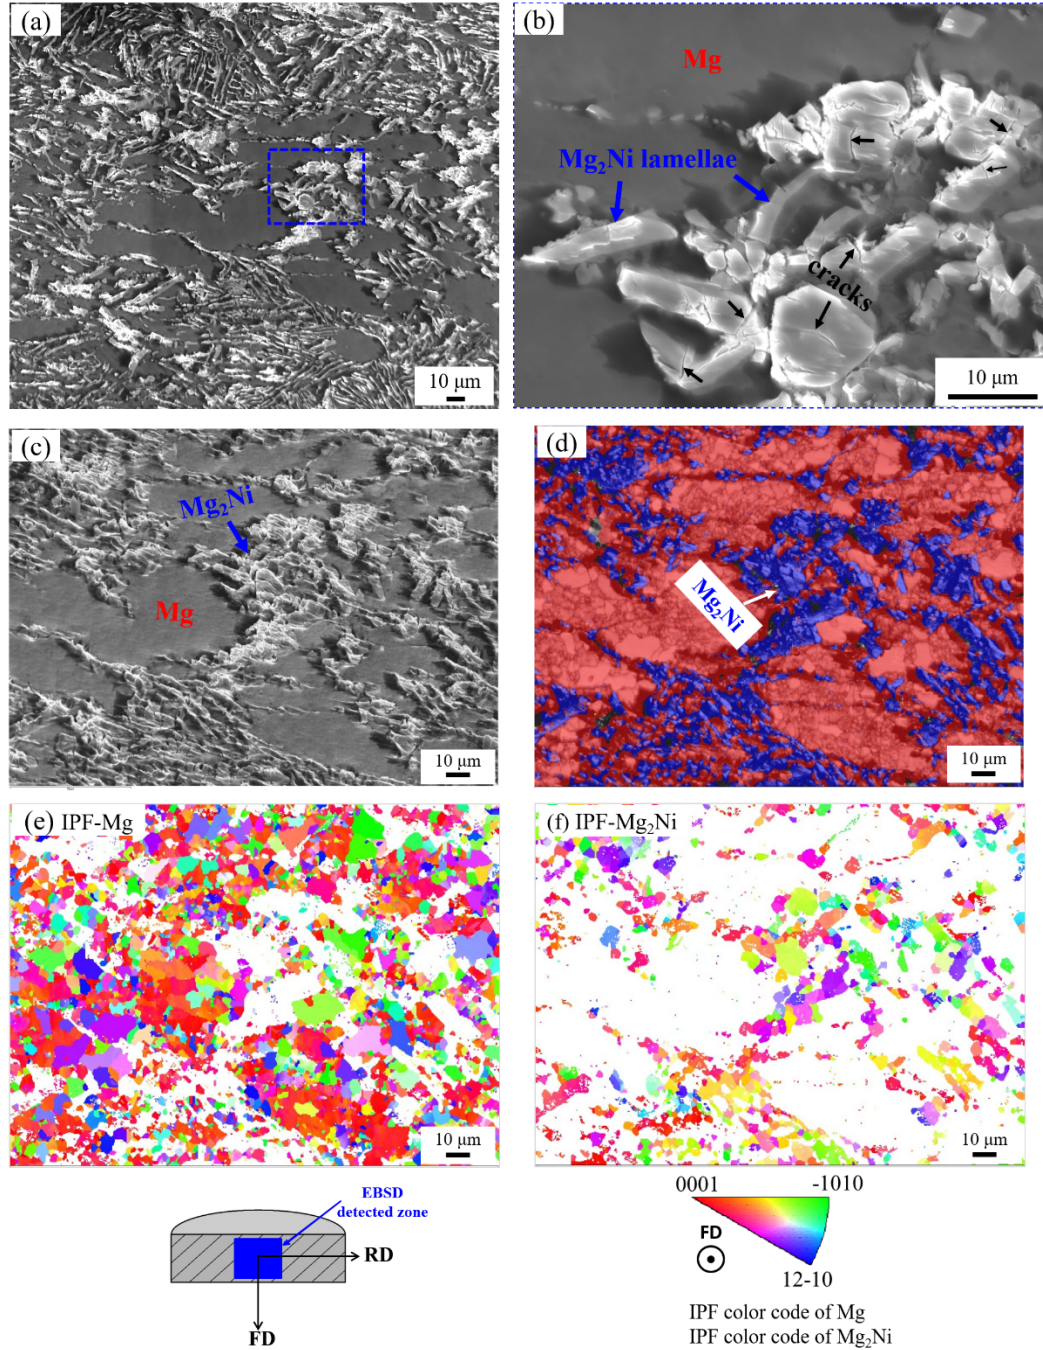 (a)
10 μm
(b)
Mg
Mg₂Ni lamellae
cracks
10 μm
(c)
Mg₂Ni
Mg
10 μm
(d)
Mg₂Ni
10 μm
(e) IPF-Mg
10 μm
(f) IPF-Mg₂Ni
10 μm
EBSD
detected zone
RD
FD
0001
-1010
FD
12-10
IPF color code of Mg
IPF color code of Mg₂Ni